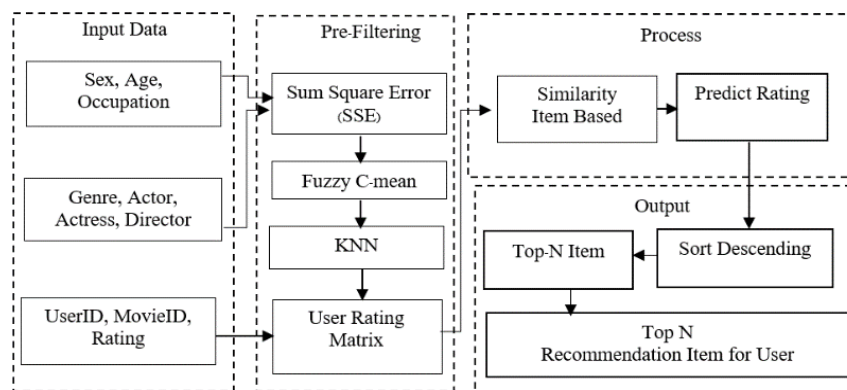 Input Data
Sex, Age,
Occupation
Genre, Actor,
Actress, Director
UserID, MovieID,
Rating
Pre-Filtering
Sum Square Error
(SSE)
Fuzzy C-mean
KNN
User Rating
Matrix
Process
Similarity
Item Based
Predict Rating
Output
Top-N Item
Sort Descending
Top N
Recommendation Item for User